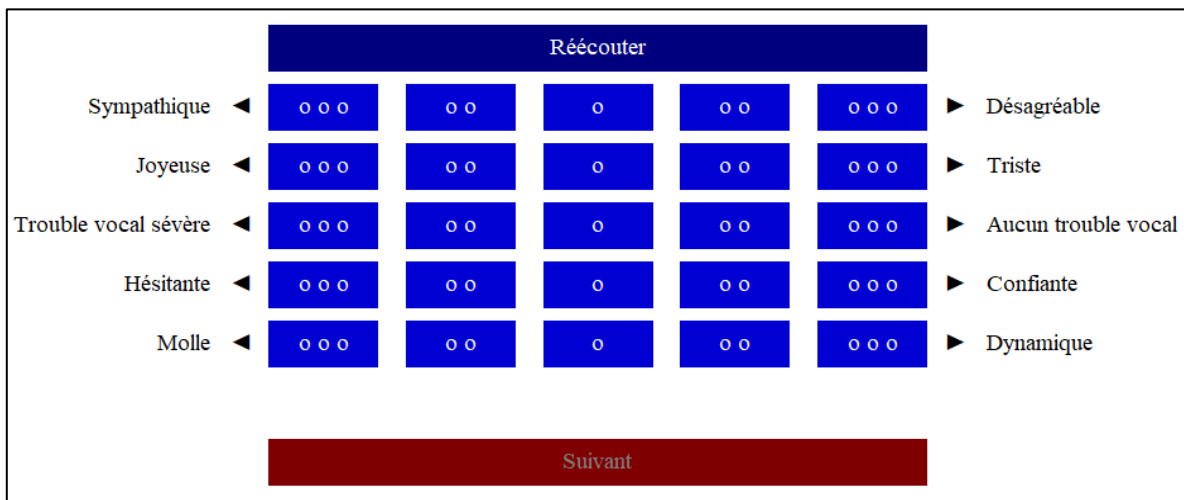 Réécouter
Sympathique ◄ o o o o o o o o o o o ► Désagréable
Joyeuse ◄ o o o o o o o o o o o ► Triste
Trouble vocal sévère ◄ o o o o o o o o o o o ► Aucun trouble vocal
Hésitante ◄ o o o o o o o o o o o ► Confiante
Molle ◄ o o o o o o o o o o o ► Dynamique
Suivant